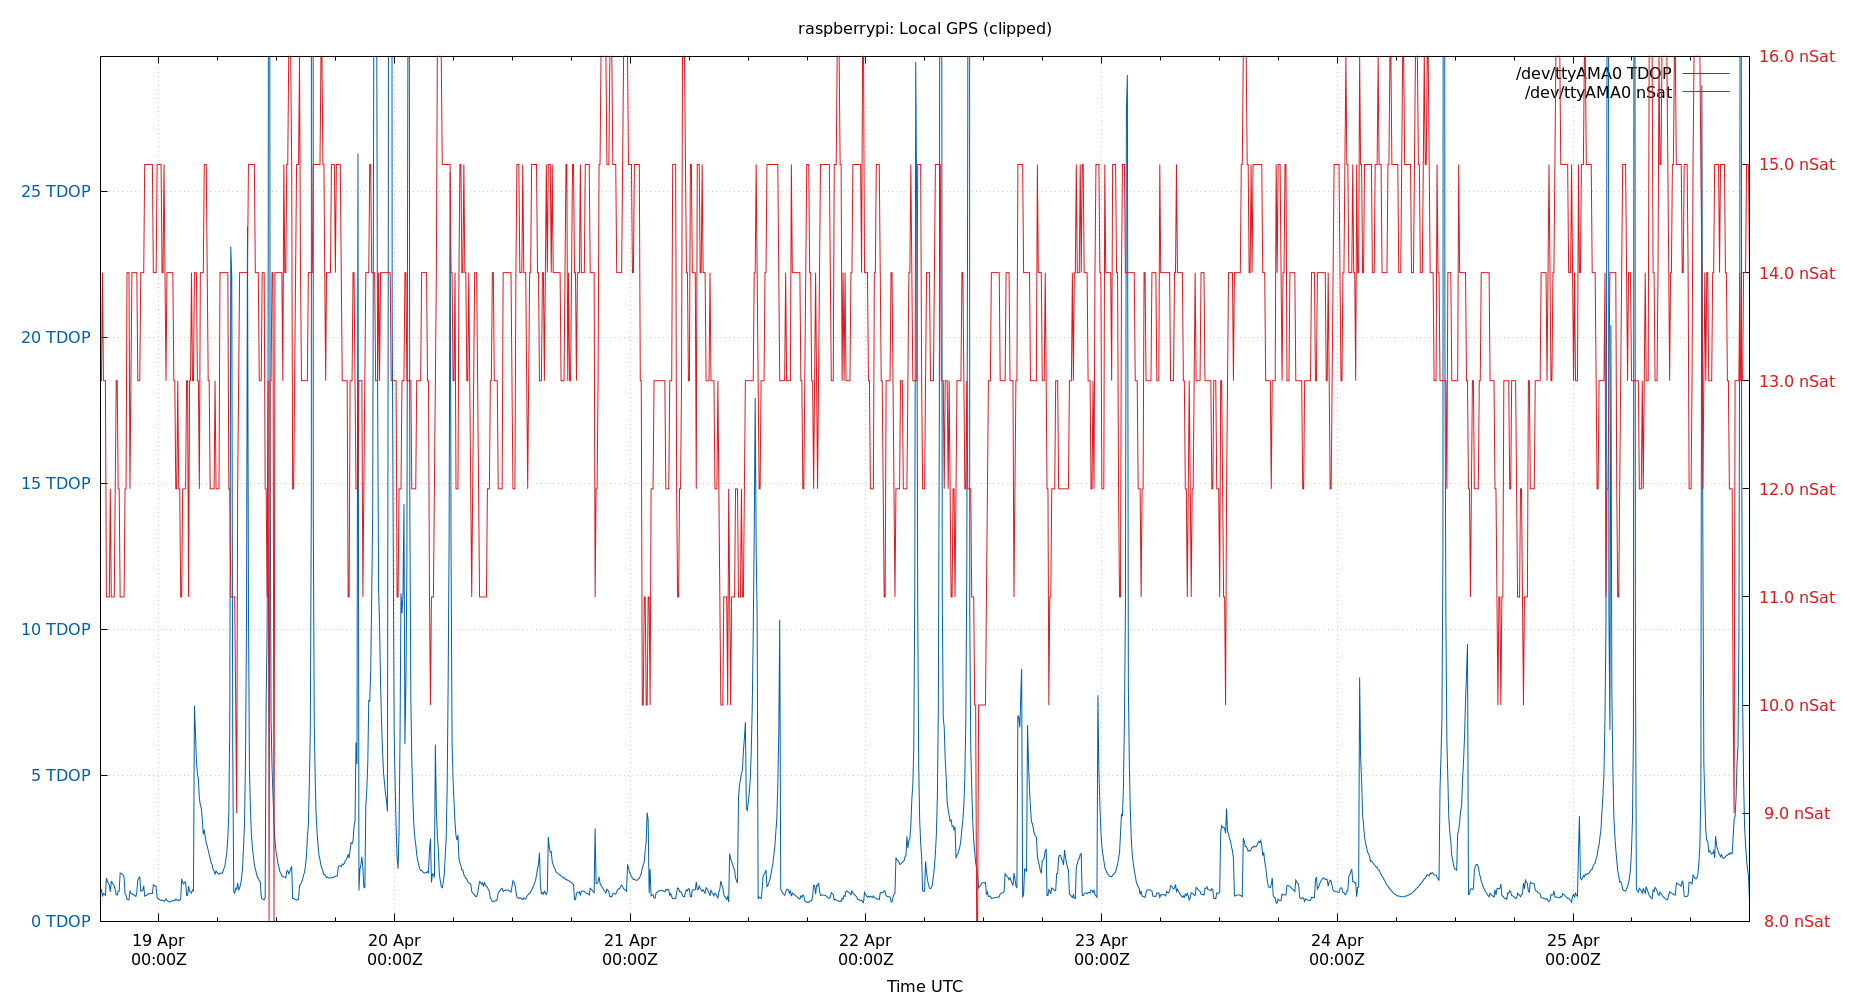 raspberrypi: Local GPS (clipped)
/dev/ttyAMA0 TDOP
/dev/ttyAMA0 nSat
25 TDOP
20 TDOP
15 TDOP
10 TDOP
5 TDOP
0 TDOP
16.0 nSat
15.0 nSat
14.0 nSat
13.0 nSat
12.0 nSat
11.0 nSat
10.0 nSat
9.0 nSat
8.0 nSat
19 Apr 20 Apr 21 Apr 22 Apr 23 Apr 24 Apr 25 Apr
00:00Z 00:00Z 00:00Z 00:00Z 00:00Z 00:00Z 00:00Z
Time UTC